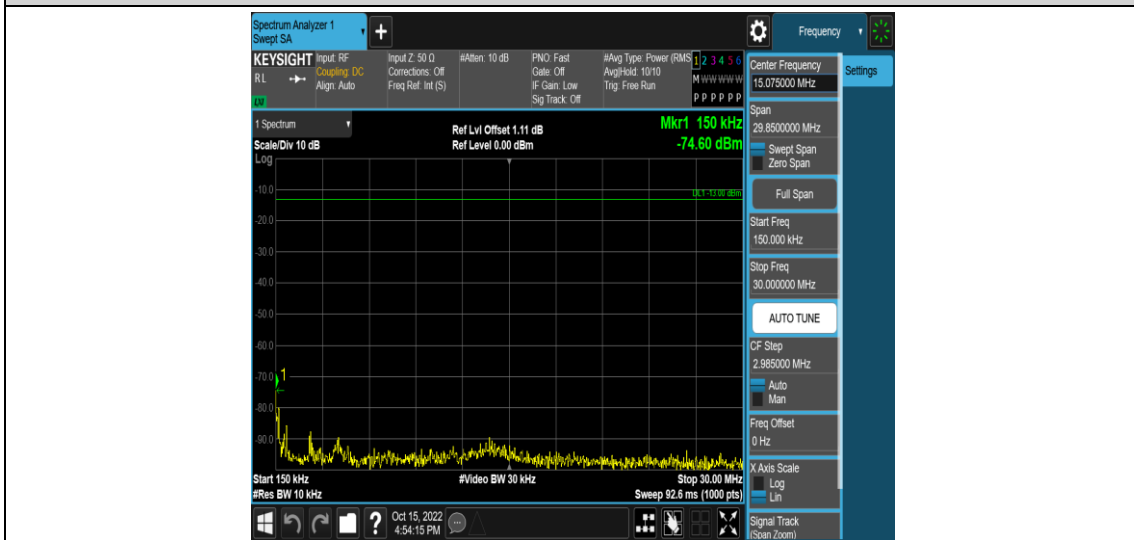 Spectrum Analyzer 1
Swept SA
+
Frequency
KEYSIGHT
RL
LXI
Input: RF
Coupling: DC
Align: Auto
Input Z: 50 Ω
Corrections: Off
Freq Ref: Int (S)
#Atten: 10 dB
PNO: Fast
Gate: Off
IF Gain: Low
Sig Track: Off
#Avg Type: Power (RMS
Avg|Hold: 10/10
Trig: Free Run
1 2 3 4 5 6
M W W W W W
P P P P P P
1 Spectrum
Scale/Div 10 dB
Log
Ref Lvl Offset 1.11 dB
Ref Level 0.00 dBm
Mkr1 150 kHz
-74.60 dBm
DL1 -13.00 dBm
-10.0
-20.0
-30.0
-40.0
-50.0
-60.0
-70.0
1
-80.0
-90.0
Start 150 kHz
#Video BW 30 kHz
Stop 30.00 MHz
#Res BW 10 kHz
Sweep 92.6 ms (1000 pts)
?
Oct 15, 2022
4:54:15 PM
Center Frequency
15.075000 MHz
Settings
Span
29.8500000 MHz
Swept Span
Zero Span
Full Span
Start Freq
150.000 kHz
Stop Freq
30.000000 MHz
AUTO TUNE
CF Step
2.985000 MHz
Auto
Man
Freq Offset
0 Hz
X Axis Scale
Log
Lin
Signal Track
(Span Zoom)